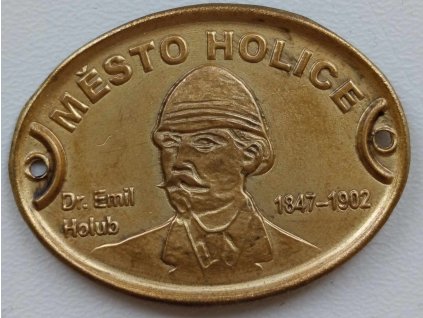 MĚSTO HOLICE
Dr. Emil
Holub
1847–1902